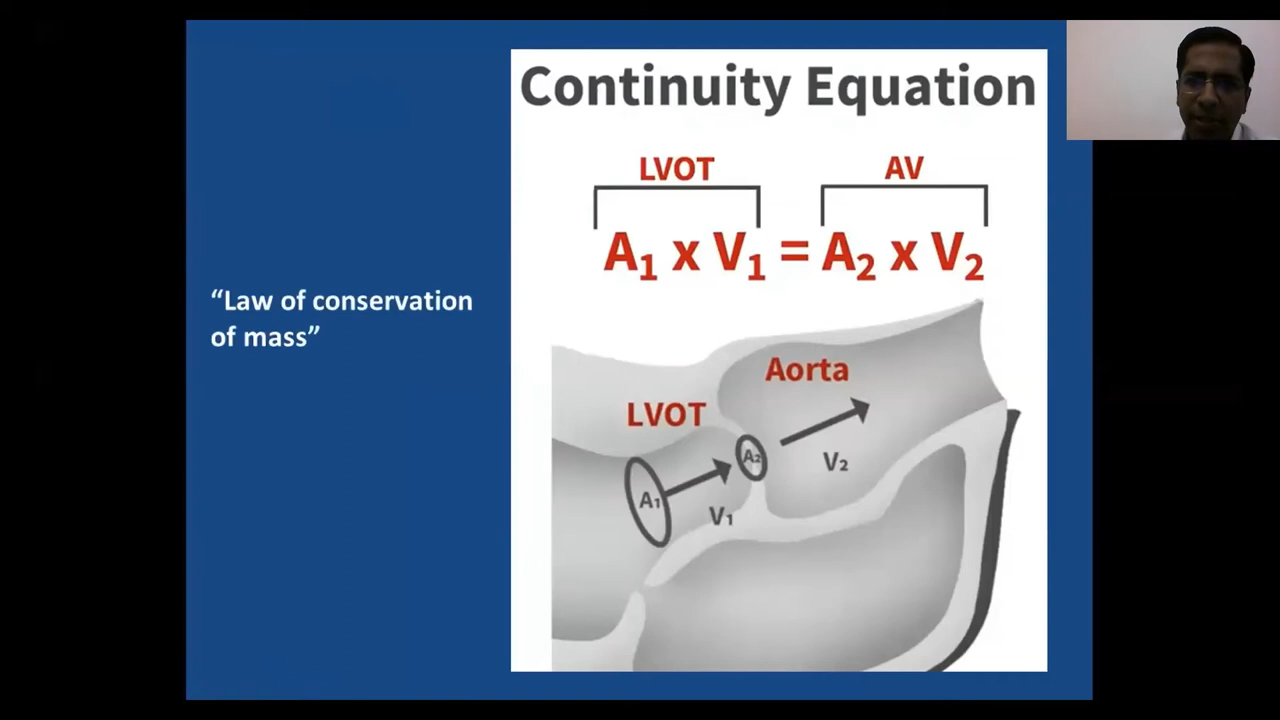 Continuity Equation
LVOT AV
A₁ x V₁ = A₂ x V₂
“Law of conservation
of mass”
Aorta
LVOT
A₂
V₂
A₁
V₁